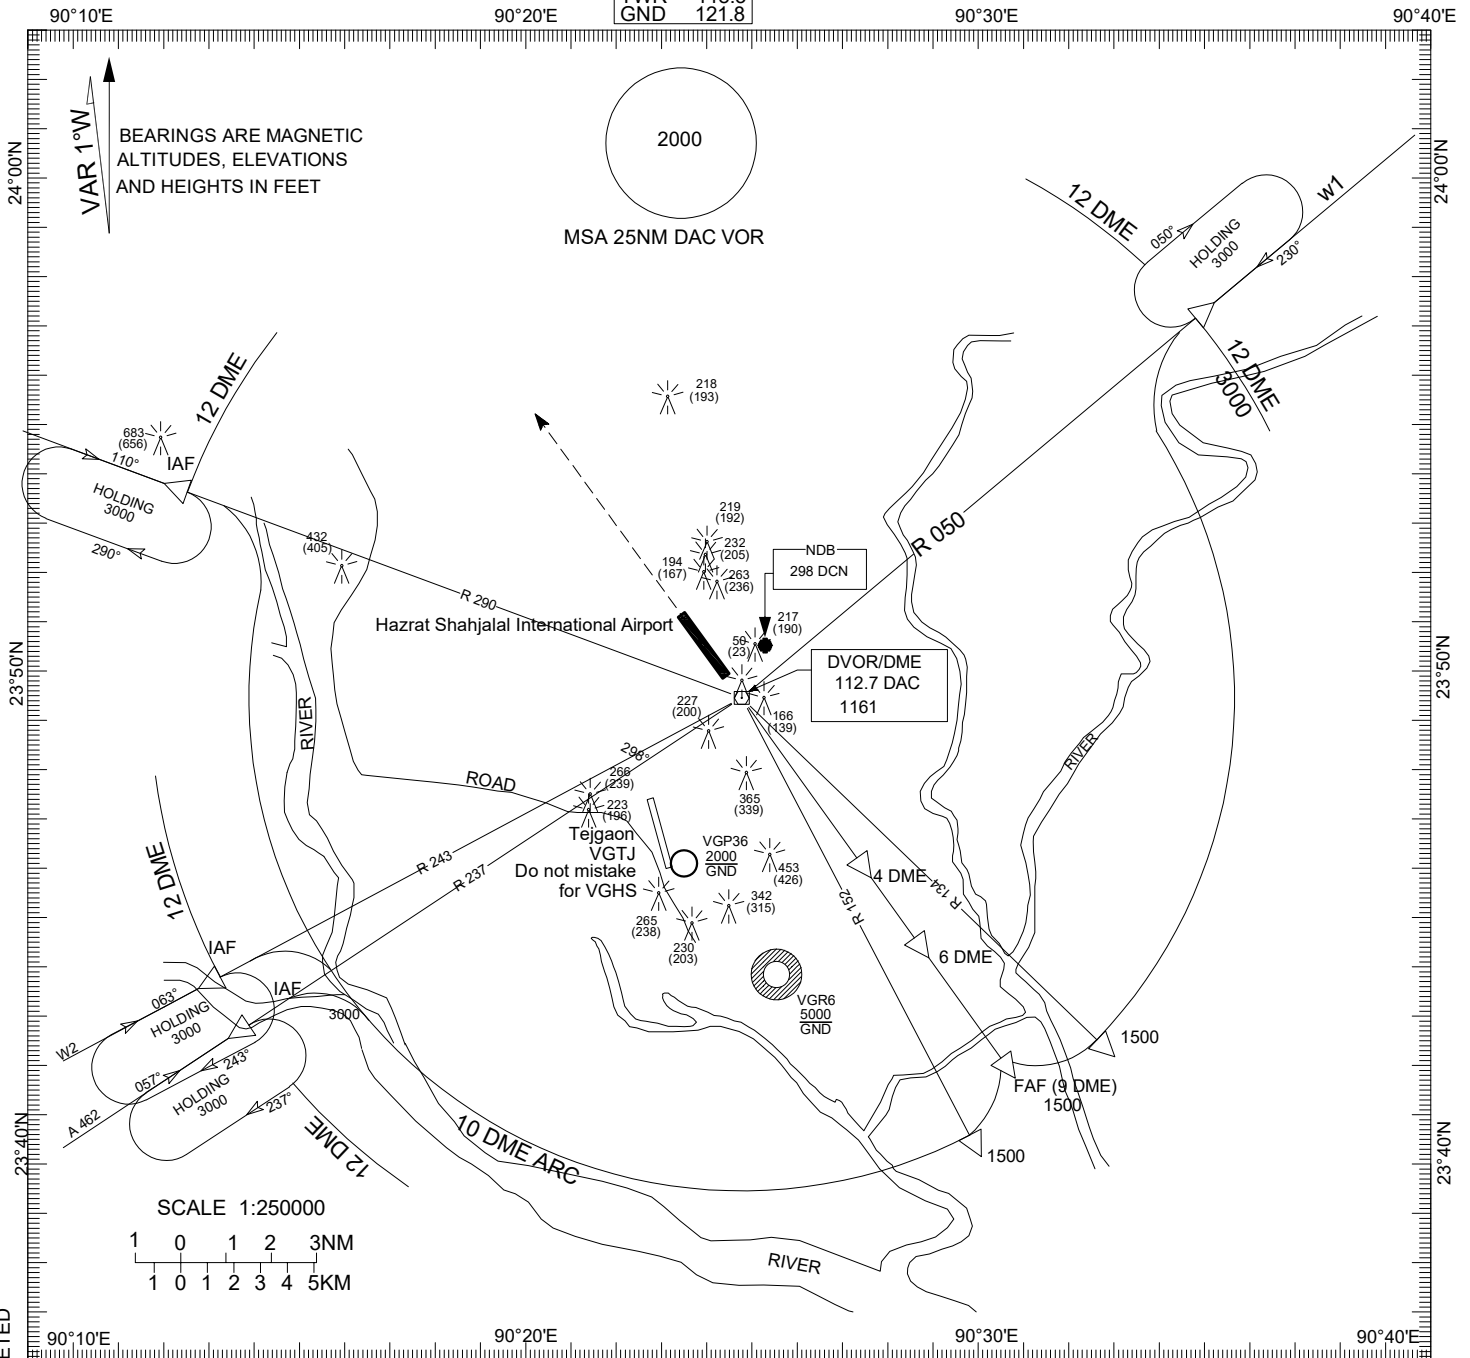 GND 121.8
90°10'E
90°20'E
90°30'E
90°40'E
VAR 1°W
BEARINGS ARE MAGNETIC
ALTITUDES, ELEVATIONS
AND HEIGHTS IN FEET
2000
MSA 25NM DAC VOR
24°00'N
24°00'N
12 DME
w1
050°
HOLDING
3000
230°
12 DME
3000
12 DME
218
(193)
683
(656)
110°
IAF
HOLDING
3000
290°
432
(405)
219
(192)
232
(205)
194
(167)
263
(236)
NDB
298 DCN
R 050
R 290
Hazrat Shahjalal International Airport
217
(190)
50
(23)
DVOR/DME
112.7 DAC
1161
23°50'N
23°50'N
227
(200)
166
(139)
RIVER
298°
RIVER
ROAD
266
(239)
223
(196)
365
(339)
Tejgaon
VGTJ
Do not mistake
for VGHS
VGP36
2000
GND
453
(426)
4 DME
R 243
R 237
12 DME
R 152
R 134
265
(238)
342
(315)
230
(203)
6 DME
IAF
IAF
063°
HOLDING
3000
3000
VGR6
5000
GND
W2
057°
243°
HOLDING
3000
237°
A 462
1500
FAF (9 DME)
1500
23°40'N
23°40'N
12 DME
10 DME ARC
1500
SCALE 1:250000
1 0 1 2 3NM
1 0 1 2 3 4 5KM
RIVER
90°10'E
90°20'E
90°30'E
90°40'E